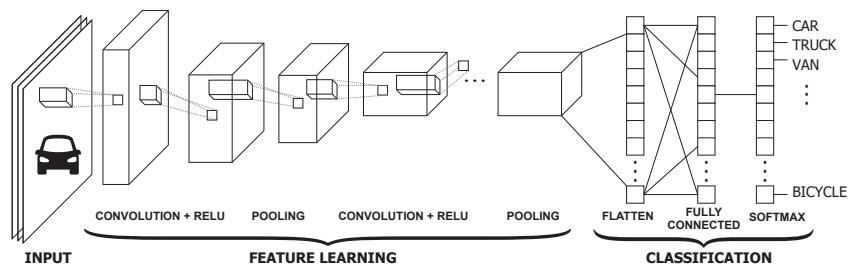 CAR
TRUCK
VAN
BICYCLE
CONVOLUTION + RELU
POOLING
CONVOLUTION + RELU
POOLING
FLATTEN
FULLY
CONNECTED
SOFTMAX
INPUT
FEATURE LEARNING
CLASSIFICATION